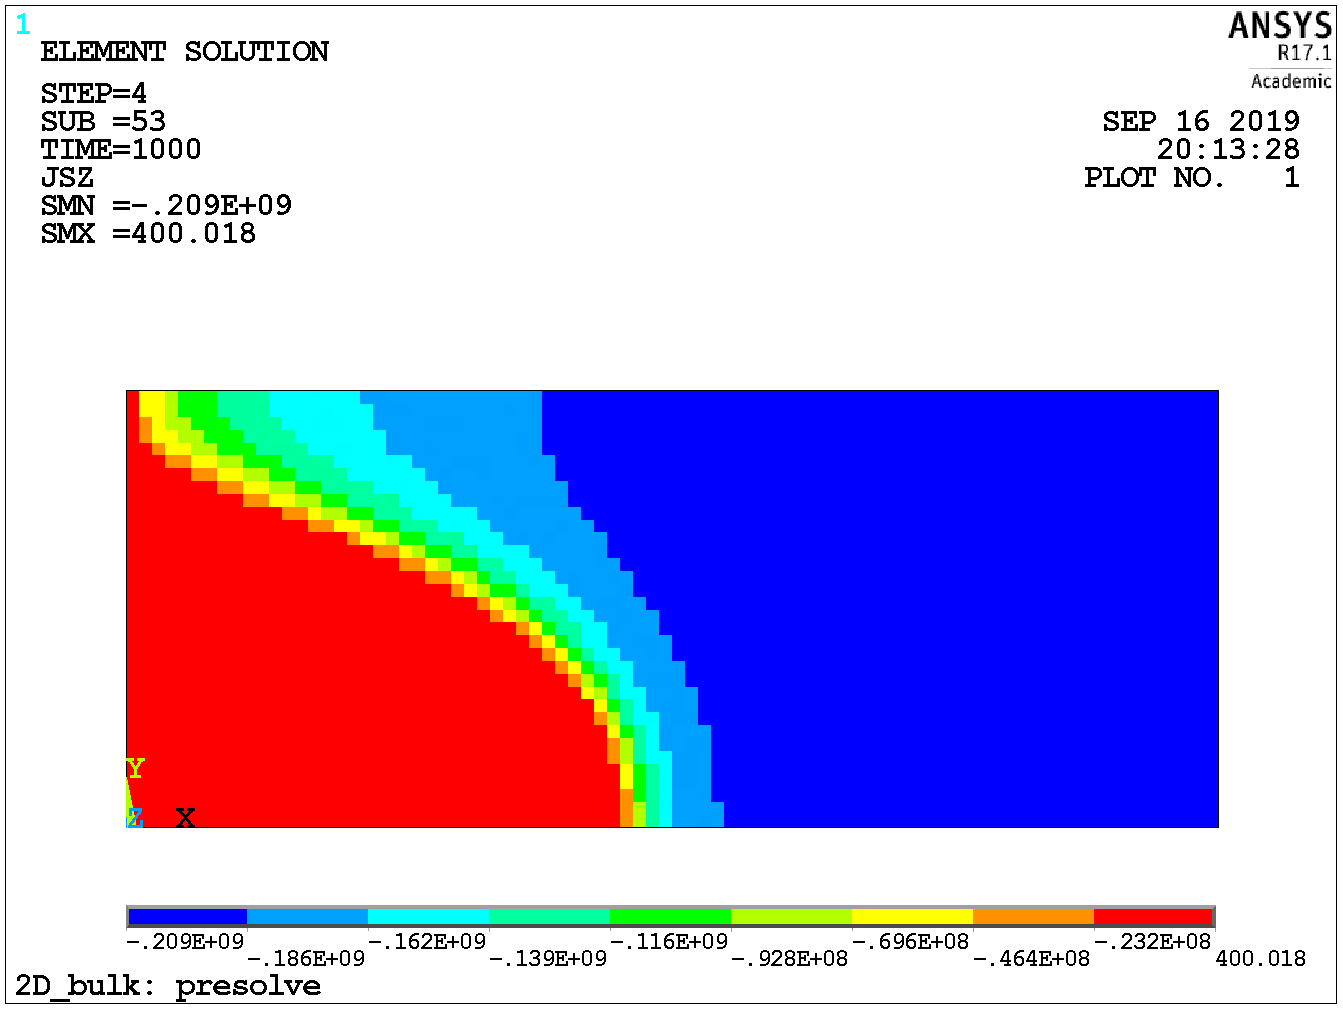 1
ELEMENT SOLUTION
STEP=4
SUB =53
TIME=1000
JSZ
SMN =-.209E+09
SMX =400.018
ANSYS
R17.1
Academic
SEP 16 2019
20:13:28
PLOT NO. 1
Y
Z X
-.209E+09 -.162E+09 -.116E+09 -.696E+08 -.232E+08
-.186E+09 -.139E+09 -.928E+08 -.464E+08 400.018
2D_bulk: presolve